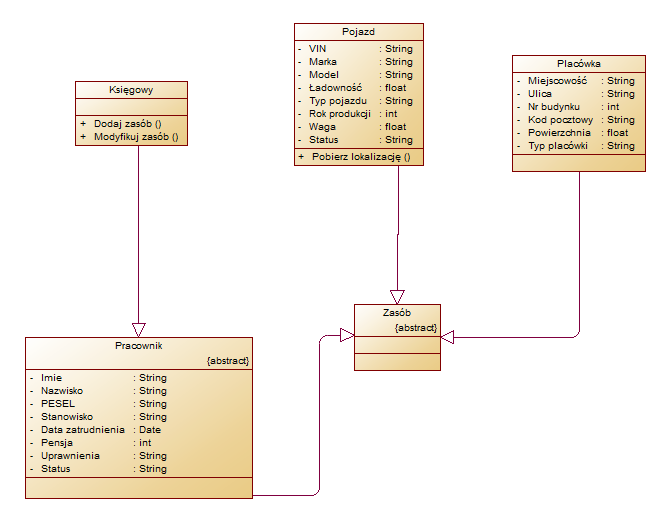 Księgowy
+ Dodaj zasób ()
+ Modyfikuj zasób ()
Pojazd
- VIN : String
- Marka : String
- Model : String
- Ładowność : float
- Typ pojazdu : String
- Rok produkcji : int
- Waga : float
- Status : String
+ Pobierz lokalizację ()
Placówka
- Miejscowość : String
- Ulica : String
- Nr budynku : int
- Kod pocztowy : String
- Powierzchnia : float
- Typ placówki : String
Zasób
{abstract}
Pracownik
{abstract}
- Imie : String
- Nazwisko : String
- PESEL : String
- Stanowisko : String
- Data zatrudnienia : Date
- Pensja : int
- Uprawnienia : String
- Status : String